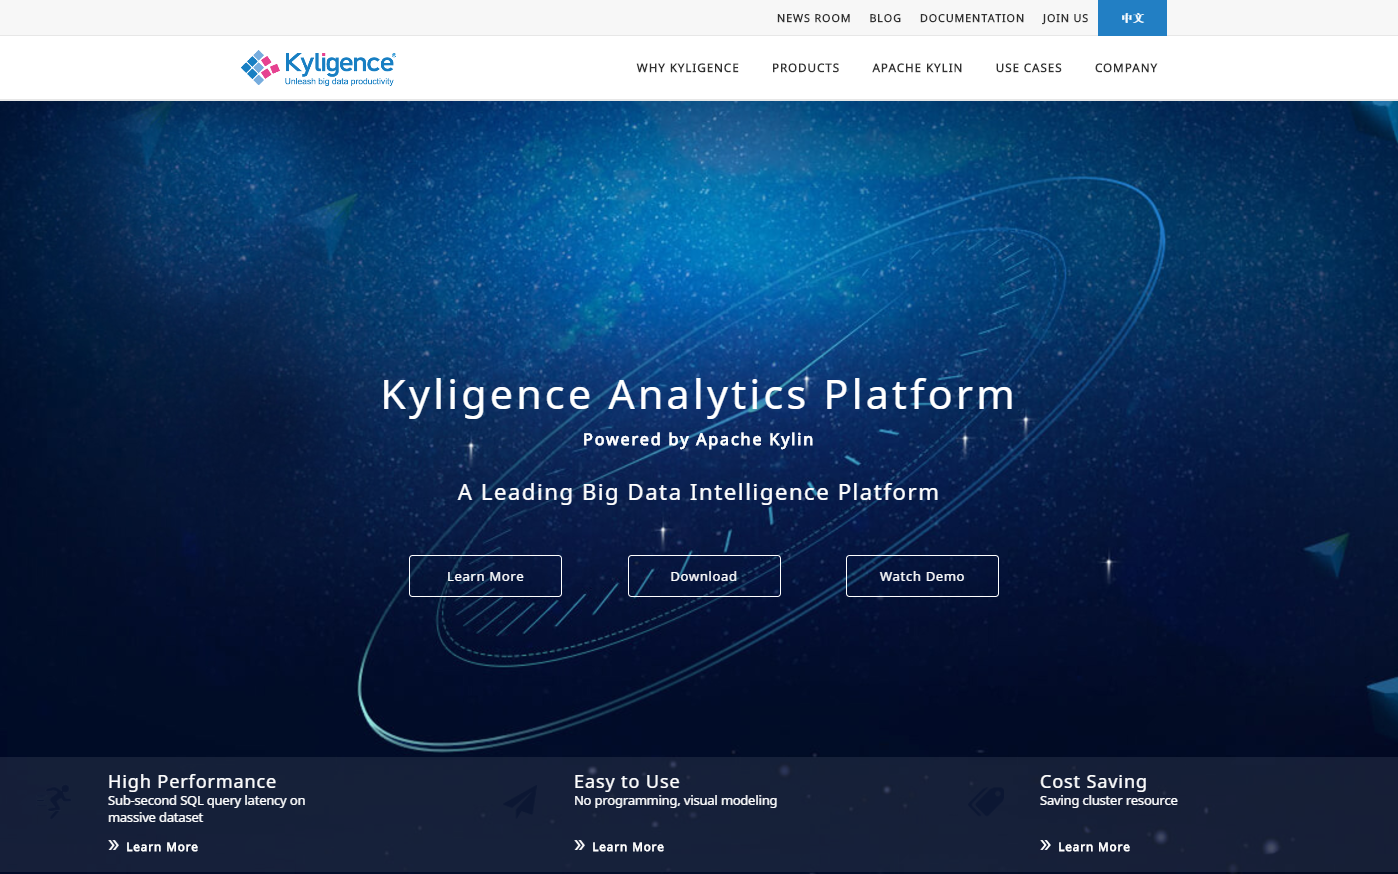 NEWS ROOM BLOG DOCUMENTATION JOIN US 中文
Kyligence
Unleash big data productivity
WHY KYLIGENCE PRODUCTS APACHE KYLIN USE CASES COMPANY
Kyligence Analytics Platform
Powered by Apache Kylin
A Leading Big Data Intelligence Platform
Learn More Download Watch Demo
High Performance
Sub-second SQL query latency on
massive dataset
» Learn More
Easy to Use
No programming, visual modeling
» Learn More
Cost Saving
Saving cluster resource
» Learn More